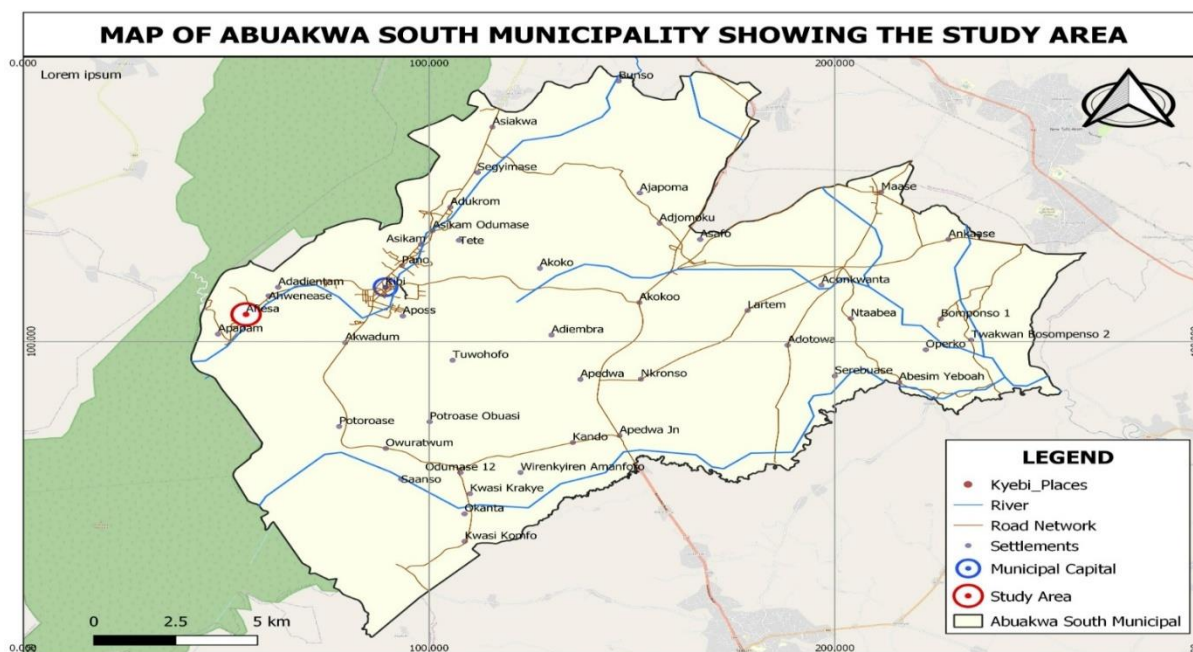 MAP OF ABUAKWA SOUTH MUNICIPALITY SHOWING THE STUDY AREA
0.000
100.000
200.000
Lorem ipsum
Bunso
Asiakwa
Segyimase
Ajapoma
Maase
Adukrom
Adjomoku
Asikam Odumase
Asikam
Tete
Asafo
Ankaase
Pano
Akoko
Adadientam
Kibi
Aconkwanta
Ahwenease
Akokoo
Afiesa
Aposs
Lartem
Ntaabea
Bomponso 1
Apapam
Adiembra
Akwadum
Adotowa
Twakwan Bosompenso 2
100.000
Operko
Tuwohofo
Apedwa
Nkronso
Serebuase
Abesim Yeboah
Potoroase
Potroase Obuasi
Kando
Apedwa Jn
Owuratwum
Odumase 12
Wirenkyiren Amanfofo
Saanso
Kwasi Krakye
Okanta
Kwasi Komfo
LEGEND
Kyebi_Places
River
Road Network
Settlements
Municipal Capital
Study Area
Abuakwa South Municipal
0 2.5 5 km
100.000
200.000